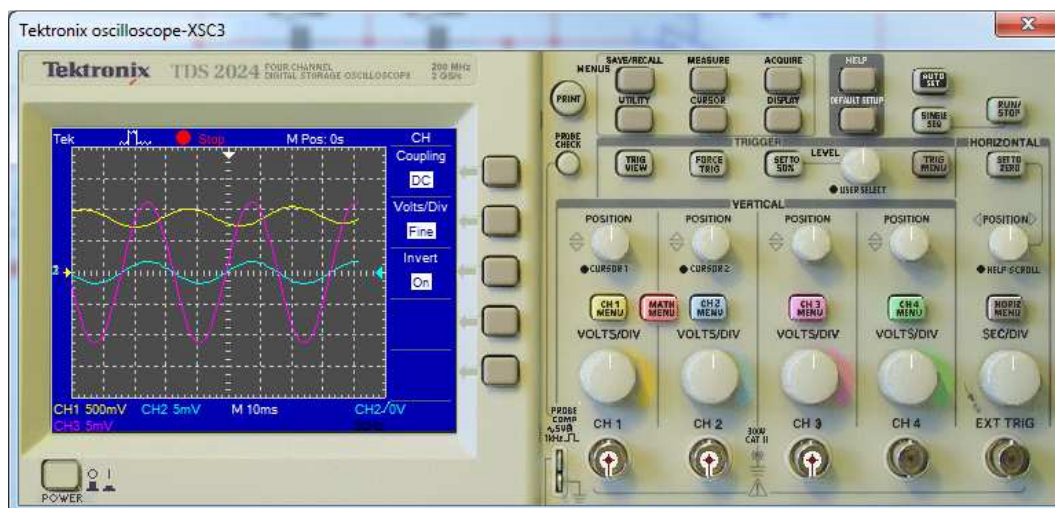 Tektronix oscilloscope-XSC3
Tektronix TDS 2024 FOUR CHANNEL DIGITAL STORAGE OSCILLOSCOPE 200 MHz 2 GS/s
Tek Stop M Pos: 0s CH
Coupling
DC
Volts/Div
Fine
Invert
On
2
CH1 500mV CH2 5mV M 10ms CH2 0V
CH3 5mV
POWER
MENUS
SAVE/RECALL MEASURE ACQUIRE HELP
AUTO SET
PRINT
UTILITY CURSOR DISPLAY DEFAULT SETUP
SINGLE SEQ
RUN/STOP
PROBE CHECK
TRIGGER
HORIZONTAL
TRIG VIEW FORCE TRIG SET TO 50% LEVEL TRIG MENU SET TO ZERO
USER SELECT
VERTICAL
POSITION POSITION POSITION POSITION POSITION
CURSOR 1 CURSOR 2 HELP SCROLL
CH 1 MENU MATH MENU CH 2 MENU CH 3 MENU CH 4 MENU HORIZ MENU
VOLTS/DIV VOLTS/DIV VOLTS/DIV VOLTS/DIV SEC/DIV
PROBE COMP
~5V
1kHz
CH 1 CH 2 300V CAT II CH 3 CH 4 EXT TRIG